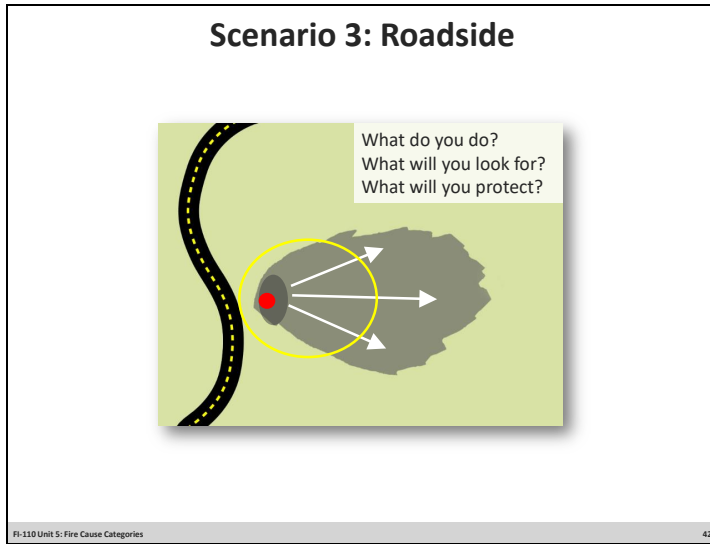 Scenario 3: Roadside
What do you do?
What will you look for?
What will you protect?
FI-110 Unit 5: Fire Cause Categories
42